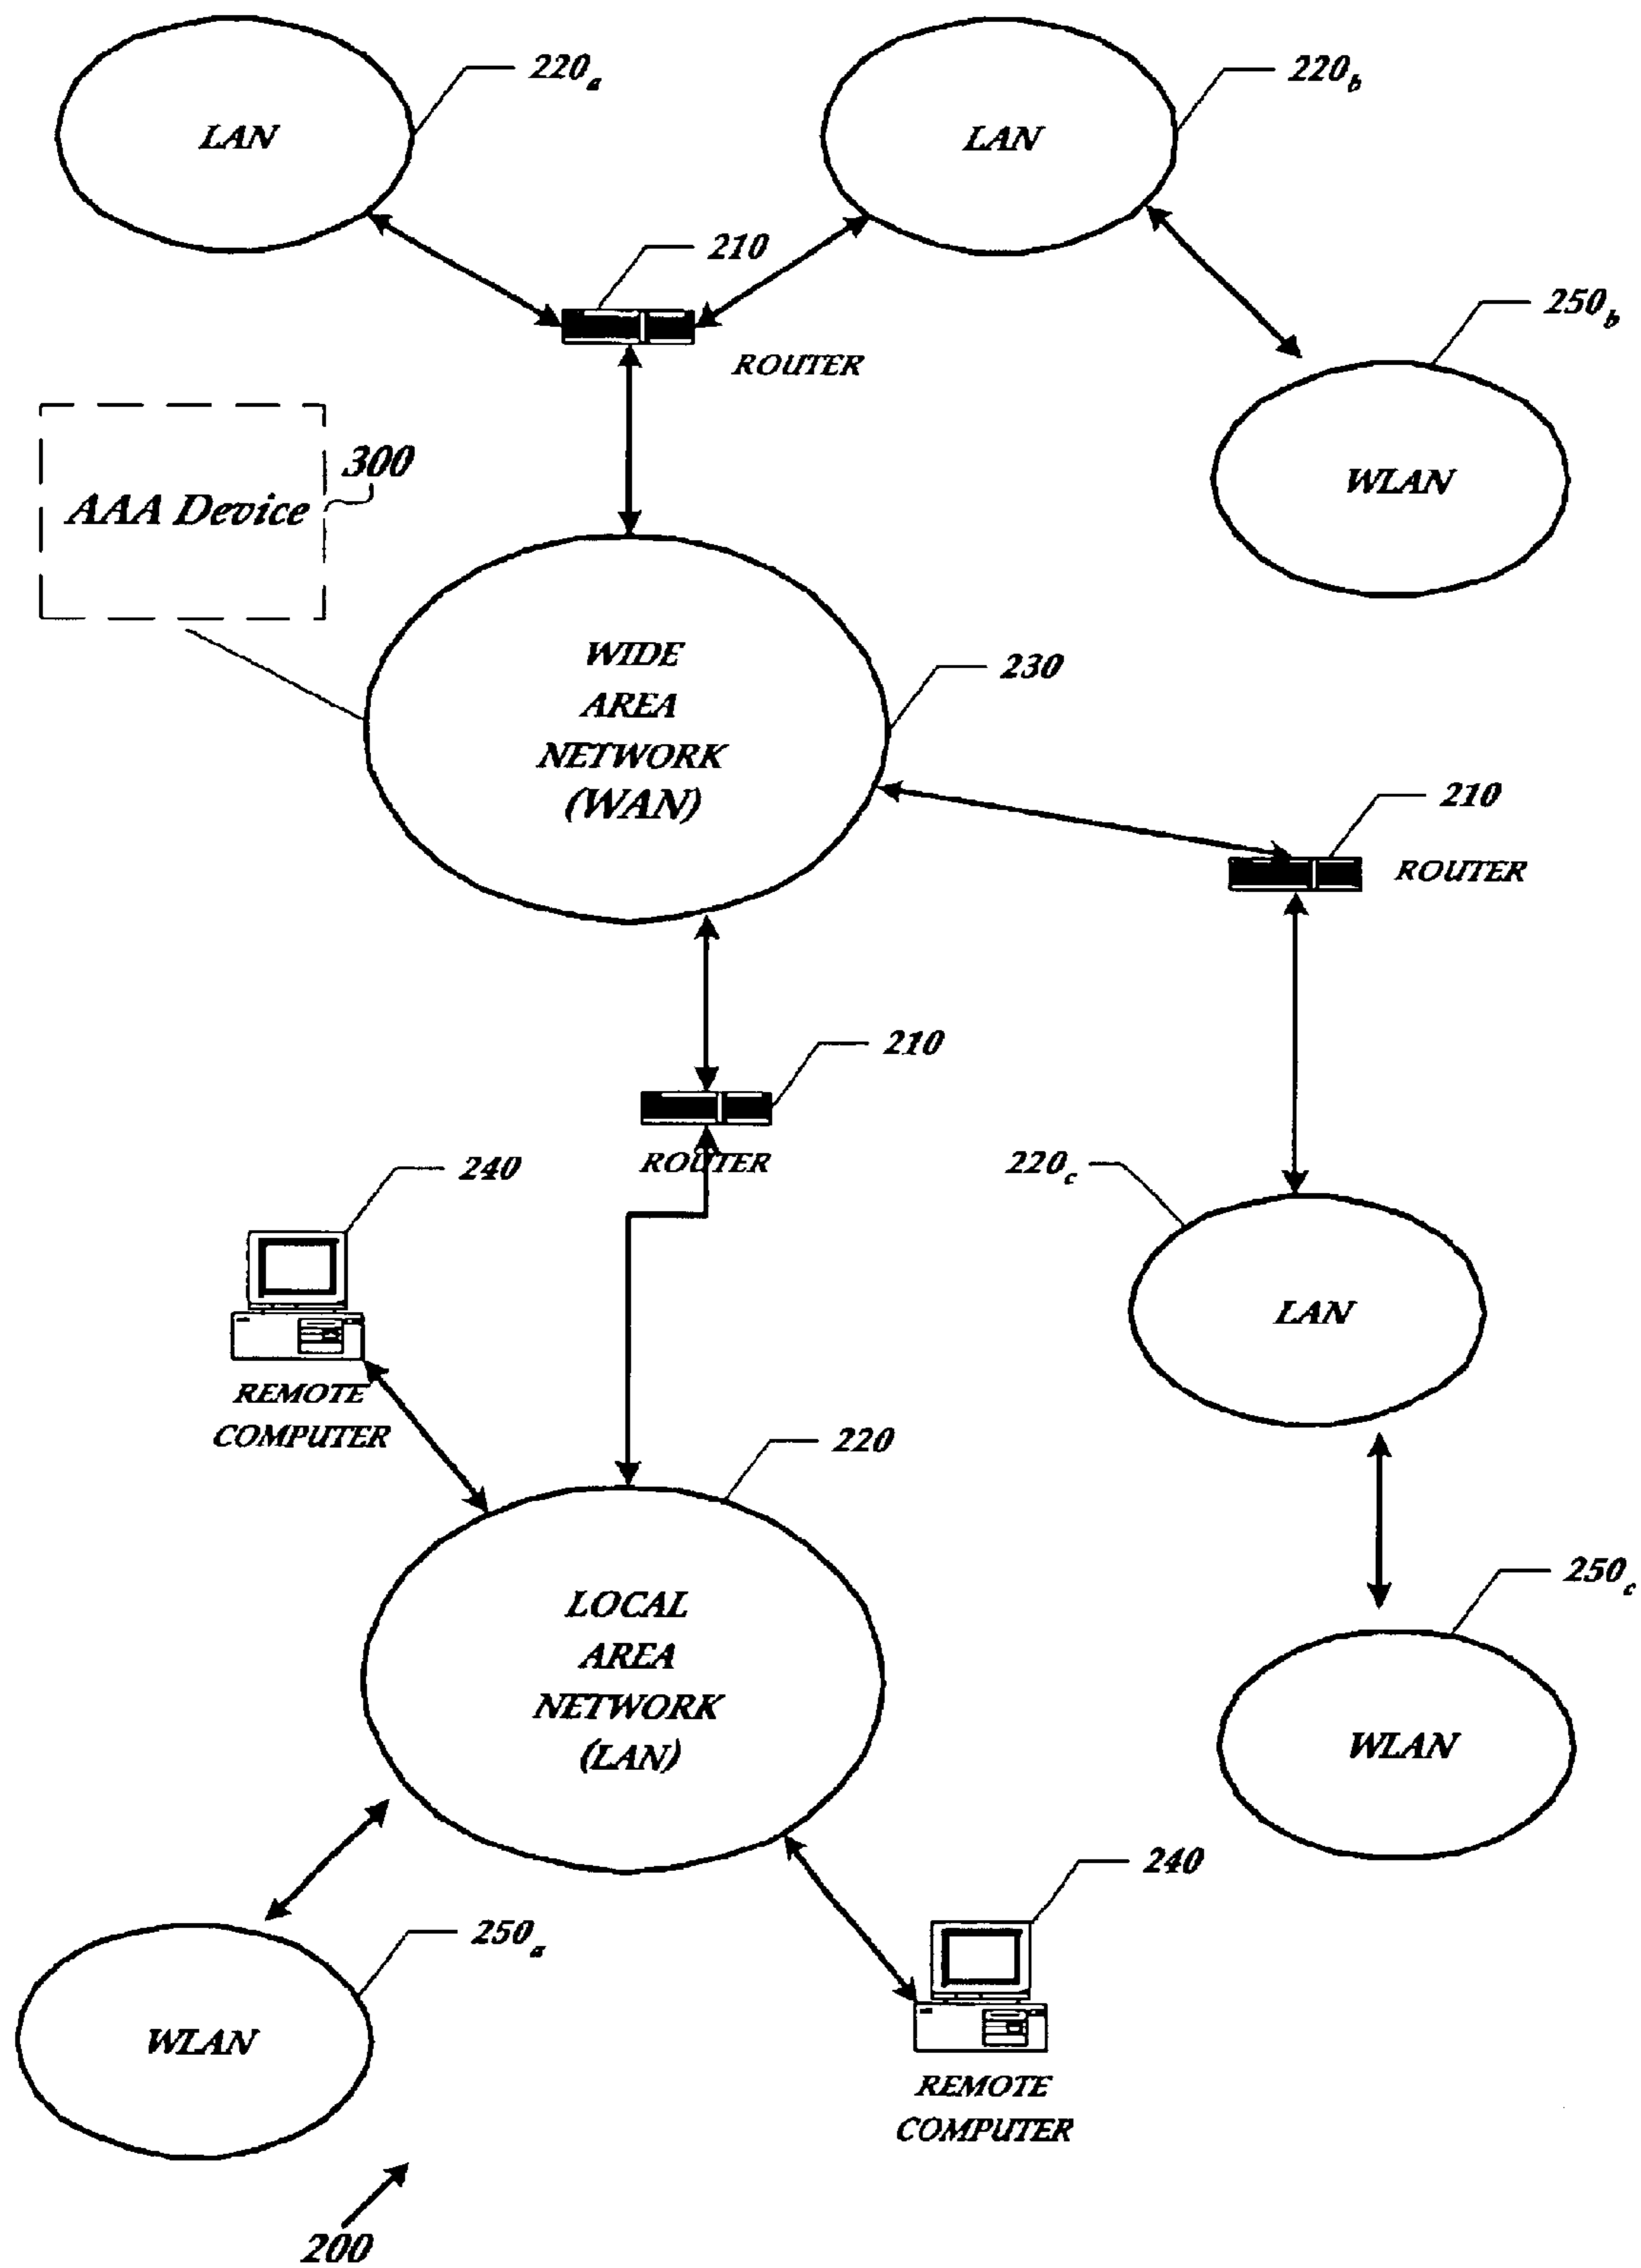 220a
220b
LAN
LAN
210
250b
ROUTER
300
AAA Device
WLAN
WIDE
AREA
NETWORK
(WAN)
230
210
ROUTER
210
ROUTER
240
220c
REMOTE
COMPUTER
LAN
220
LOCAL
AREA
NETWORK
(LAN)
250c
WLAN
240
250a
WLAN
REMOTE
COMPUTER
200